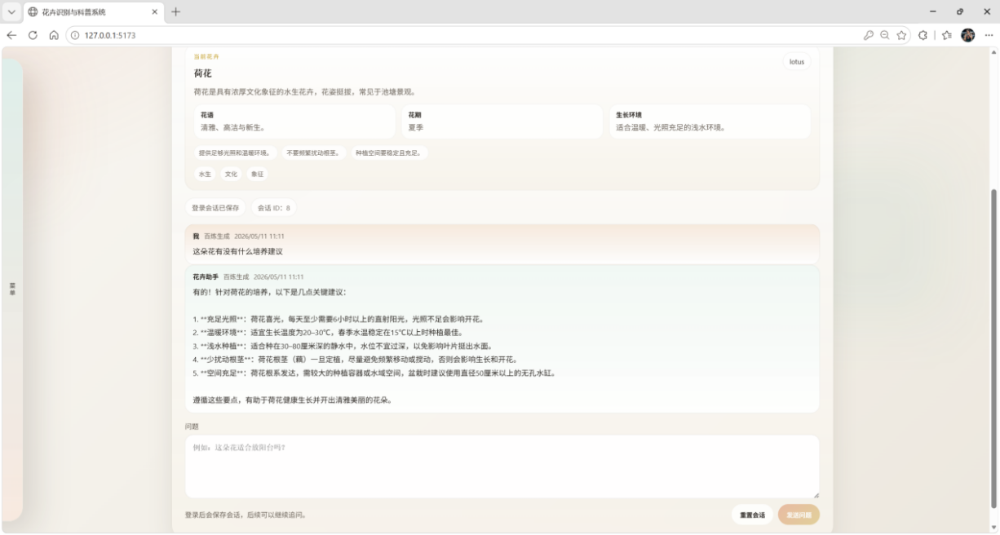 花卉识别与科普系统
127.0.0.1:5173
当前花卉
lotus
荷花
荷花是具有浓厚文化象征的水生花卉，花姿挺拔，常见于池塘景观。
花语
清雅、高洁与新生。
花期
夏季
生长环境
适合温暖、光照充足的浅水环境。
提供足够光照和温暖环境。 不要频繁扰动根茎。 种植空间要稳定且充足。
水生 文化 象征
登录会话已保存 会话 ID：8
我 百炼生成 2026/05/11 11:11
这朵花有没有什么培养建议
花卉助手 百炼生成 2026/05/11 11:11
有的！针对荷花的培养，以下是几点关键建议：
1. **充足光照**：荷花喜光，每天至少需要6小时以上的直射阳光，光照不足会影响开花。
2. **温暖环境**：适宜生长温度为20–30℃，春季水温稳定在15℃以上时种植最佳。
3. **浅水种植**：适合种在30–80厘米深的静水中，水位不宜过深，以免影响叶片挺出水面。
4. **少扰动根茎**：荷花根茎（藕）一旦定植，尽量避免频繁移动或搅动，否则会影响生长和开花。
5. **空间充足**：荷花根系发达，需较大的种植容器或水域空间，盆栽时建议使用直径50厘米以上的无孔水缸。
遵循这些要点，有助于荷花健康生长并开出清雅美丽的花朵。
菜单
问题
例如：这朵花适合放阳台吗？
登录后会保存会话，后续可以继续追问。
重置会话 发送问题